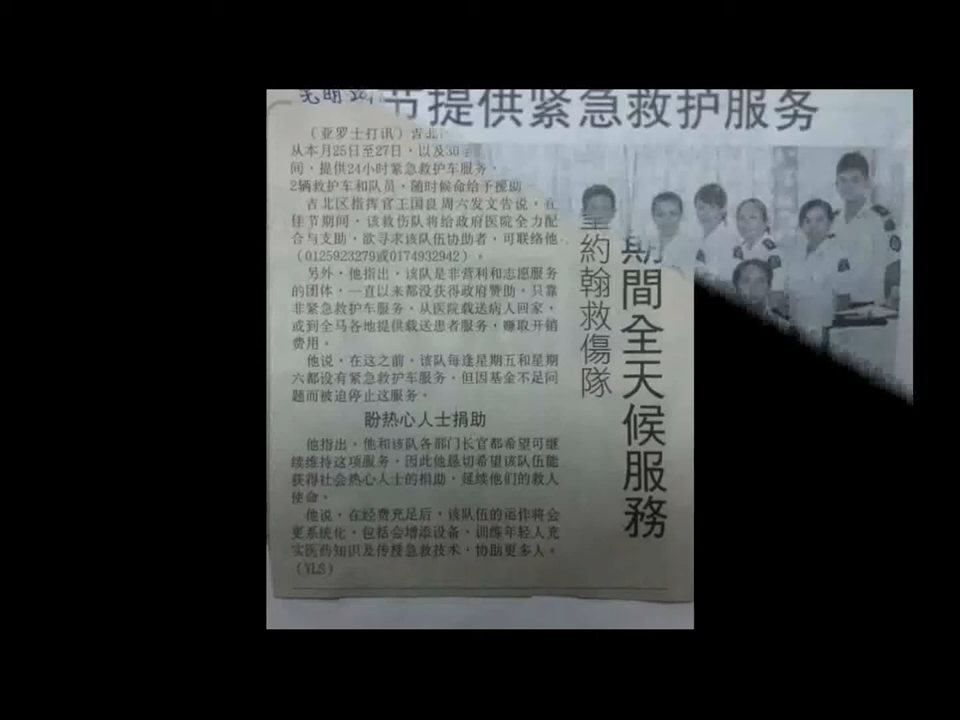 光明
节提供紧急救护服务
期間全天候服務
約翰救傷隊
（亚罗士打讯）吉北
从本月25日至27日，以及30
间，提供24小时紧急救护车服务，
2辆救护车和队员，随时候命给予援助
吉北区指挥官王国良周六发文告说，在
佳节期间，该救伤队将给政府医院全力配
合与支助，欲寻求该队伍协助者，可联络他
（0125923279或0174932942）。
另外，他指出，该队是非营利和志愿服务
的团体，一直以来都没获得政府赞助，只靠
非紧急救护车服务，从医院载送病人回家，
或到全马各地提供载送患者服务，赚取开销
费用。
他说，在这之前，该队每逢星期五和星期
六都设有紧急救护车服务，但因基金不足问
题而被迫停止这服务。
盼热心人士捐助
他指出，他和该队各部门长官都希望可继
续维持这项服务，因此他恳切希望该队伍能
获得社会热心人士的捐助，延续他们的救人
使命。
他说，在经费充足后，该队伍的运作将会
更系统化，包括会增添设备，训练年轻人充
实医药知识及传授急救技术，协助更多人。
（YLS）